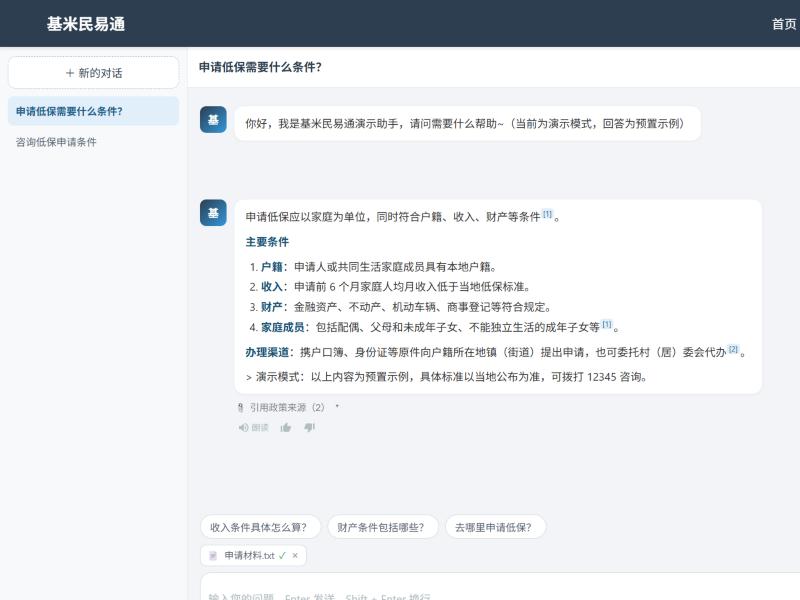 基米民易通
首页
＋ 新的对话
申请低保需要什么条件？
咨询低保申请条件
申请低保需要什么条件？
基
你好，我是基米民易通演示助手，请问需要什么帮助~（当前为演示模式，回答为预置示例）
基
申请低保应以家庭为单位，同时符合户籍、收入、财产等条件[1]。
主要条件
1. 户籍：申请人或共同生活家庭成员具有本地户籍。
2. 收入：申请前 6 个月家庭人均月收入低于当地低保标准。
3. 财产：金融资产、不动产、机动车辆、商事登记等符合规定。
4. 家庭成员：包括配偶、父母和未成年子女、不能独立生活的成年子女等[1]。
办理渠道：携户口簿、身份证等原件向户籍所在地镇（街道）提出申请，也可委托村（居）委会代办[2]。
> 演示模式：以上内容为预置示例，具体标准以当地公布为准，可拨打 12345 咨询。
引用政策来源（2）
朗读
收入条件具体怎么算？ 财产条件包括哪些？ 去哪里申请低保？
申请材料.txt ✓ ×
输入您的问题，Enter 发送，Shift + Enter 换行